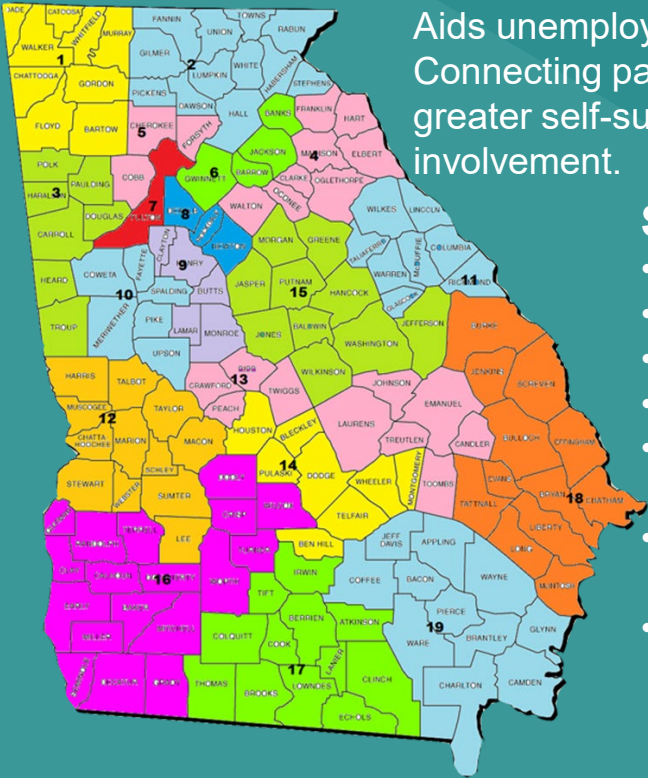 Aids unemploy
Connecting pa
greater self-su
involvement.
S
DADE
CATOOSA
WHITFIELD
MURRAY
FANNIN
TOWNS
UNION
RABUN
WALKER
1
GILMER
2
LUMPKIN
WHITE
HABERSHAM
STEPHENS
CHATTOOGA
GORDON
PICKENS
DAWSON
HALL
BANKS
FRANKLIN
HART
FLOYD
BARTOW
CHEROKEE
5
FORSYTH
JACKSON
MADISON
4
ELBERT
POLK
PAULDING
COBB
6
GWINNETT
BARROW
CLARKE
OGLETHORPE
HARALSON
3
OCONEE
DOUGLAS
7
FULTON
8
WALTON
WILKES
LINCOLN
CARROLL
CLAYTON
MORGAN
GREENE
TALIAFERRO
McDUFFIE
COLUMBIA
HEARD
COWETA
FAYETTE
9
HENRY
WARREN
11
RICHMOND
10
SPALDING
BUTTS
JASPER
PUTNAM
15
HANCOCK
GLASCOCK
TROUP
MERIWETHER
PIKE
LAMAR
MONROE
JONES
BALDWIN
WASHINGTON
JEFFERSON
BURKE
UPSON
BIBB
13
WILKINSON
JENKINS
SCREVEN
HARRIS
TALBOT
CRAWFORD
TWIGGS
JOHNSON
MUSCOGEE
12
TAYLOR
PEACH
EMANUEL
CHATTA-
HOOCHEE
MARION
MACON
HOUSTON
BLECKLEY
LAURENS
TREUTLEN
CANDLER
BULLOCH
EFFINGHAM
SCHLEY
PULASKI
14
DODGE
WHEELER
MONTGOMERY
TOOMBS
EVANS
BRYAN
18
CHATHAM
STEWART
WEBSTER
SUMTER
TELFAIR
TATTNALL
LIBERTY
LEE
BEN HILL
JEFF
DAVIS
APPLING
LONG
16
IRWIN
COFFEE
BACON
WAYNE
McINTOSH
TIFT
BERRIEN
ATKINSON
PIERCE
19
COLQUITT
COOK
WARE
BRANTLEY
GLYNN
THOMAS
BROOKS
17
LOWNDES
LANIER
CLINCH
CHARLTON
CAMDEN
ECHOLS